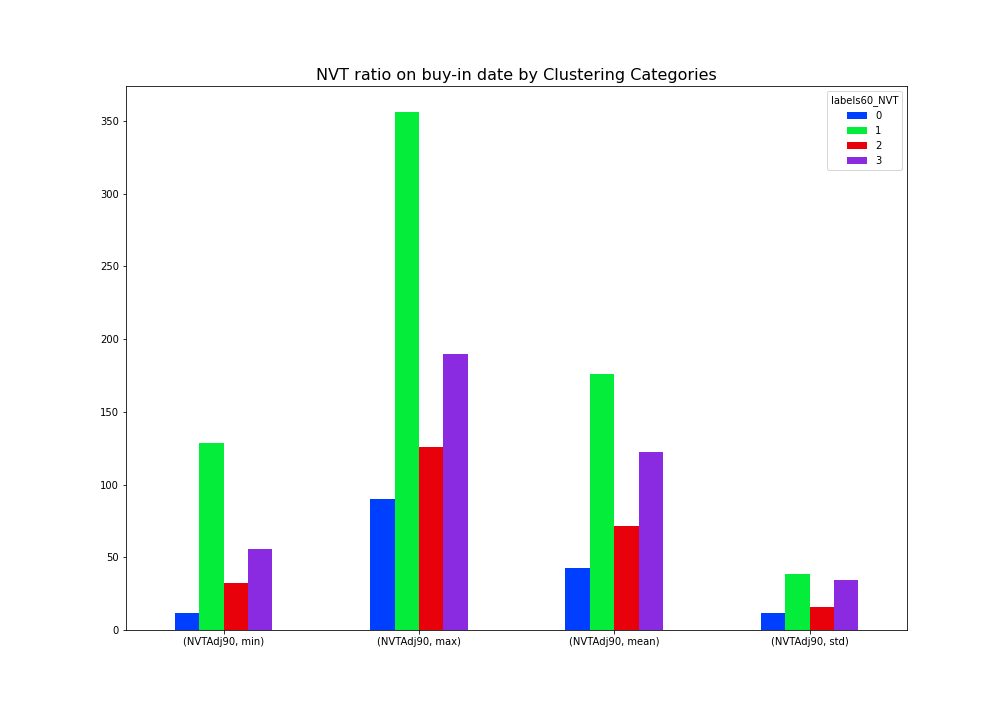 NVT ratio on buy-in date by Clustering Categories
labels60_NVT
0
1
2
3
350
300
250
200
150
100
50
0
(NVTAdj90, min)
(NVTAdj90, max)
(NVTAdj90, mean)
(NVTAdj90, std)